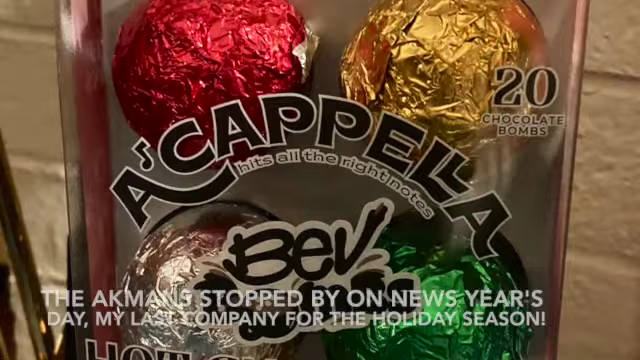 20
CHOCOLATE
BOMBS
A'CAPPELLA
hits all the right notes
Bev
THE AKMANS STOPPED BY ON NEWS YEAR'S
DAY, MY LAST COMPANY FOR THE HOLIDAY SEASON!
HOT